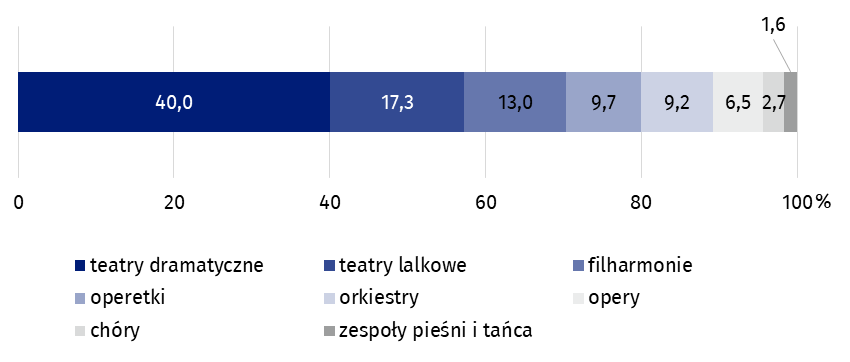 1,6
40,0 17,3 13,0 9,7 9,2 6,5 2,7
0 20 40 60 80 100%
teatry dramatyczne teatry lalkowe filharmonie
operetki orkiestry opery
chóry zespoły pieśni i tańca